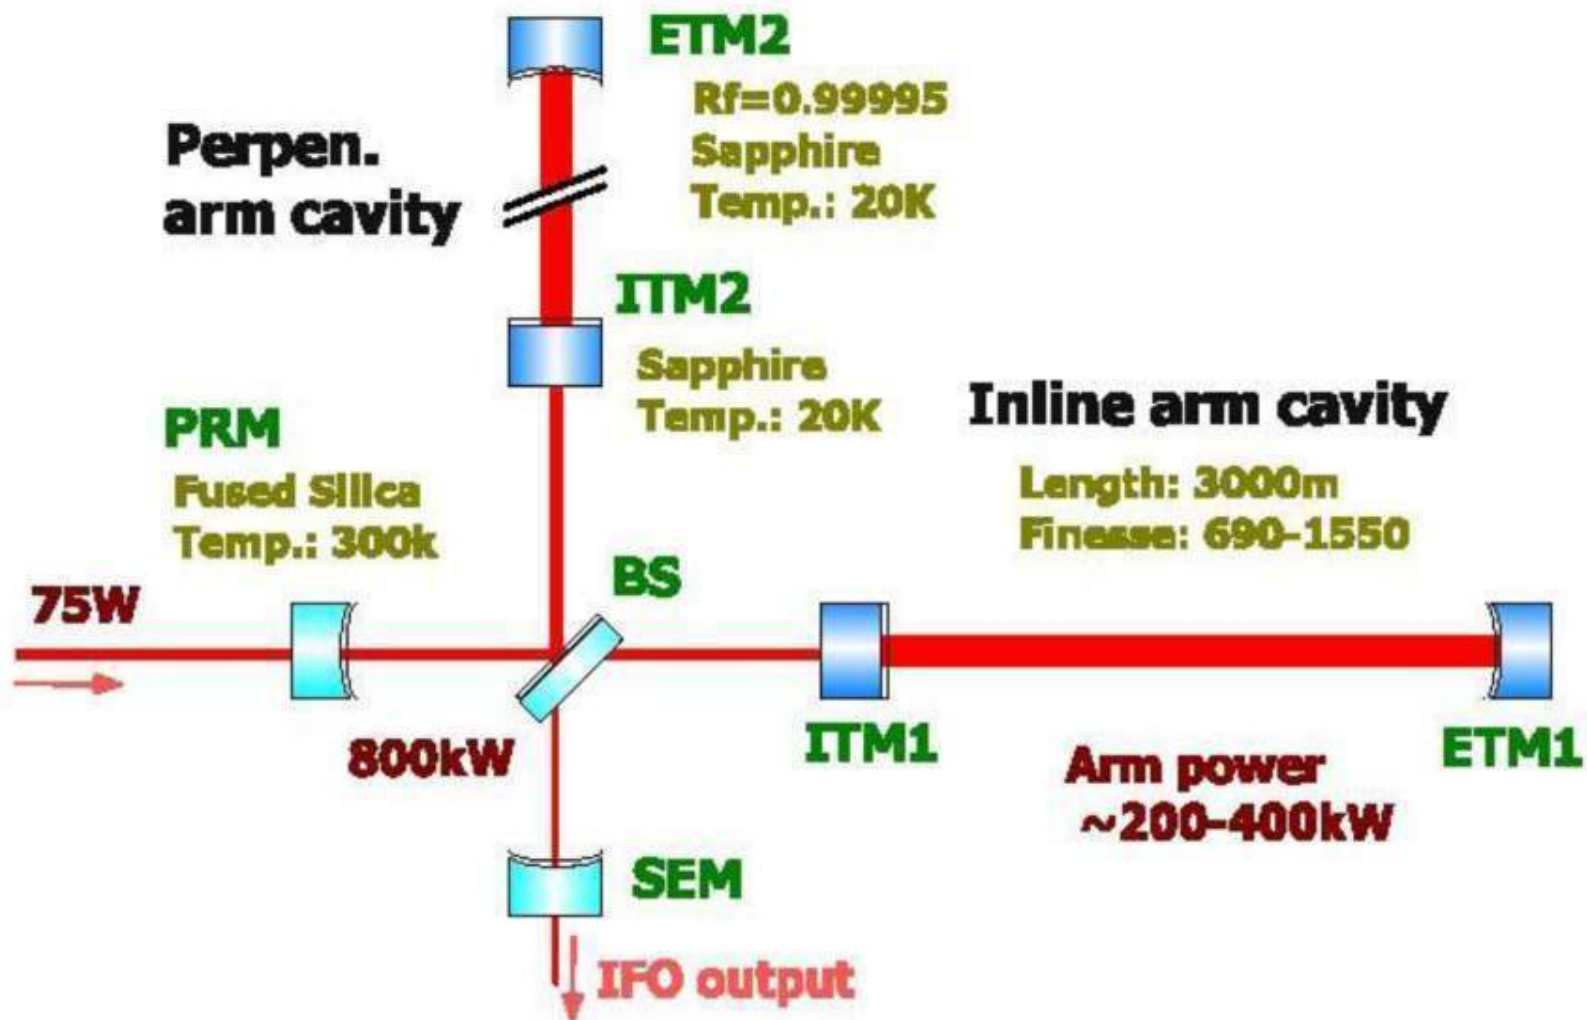 ETM2
Rf=0.99995
Sapphire
Temp.: 20K
Perpen.
arm cavity
ITM2
Sapphire
Temp.: 20K
PRM
Fused Silica
Temp.: 300k
Inline arm cavity
Length: 3000m
Finesse: 690-1550
75W
BS
800kW
ITM1
ETM1
Arm power
~200-400kW
SEM
IFO output